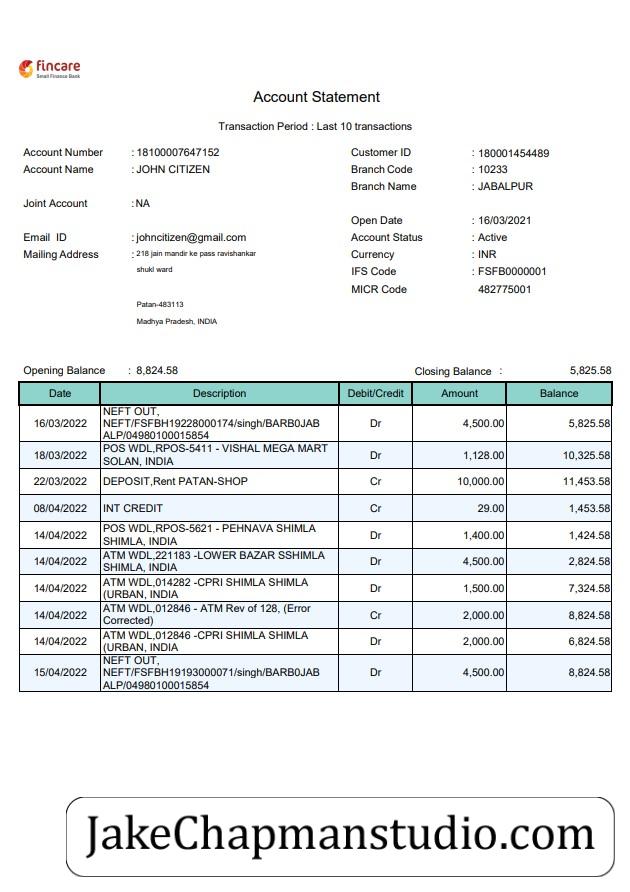 fincare
Small Finance Bank
Account Statement
Transaction Period : Last 10 transactions
Account Number : 18100007647152 Customer ID : 180001454489
Account Name : JOHN CITIZEN Branch Code : 10233
Branch Name : JABALPUR
Joint Account : NA
Open Date : 16/03/2021
Email ID : johncitizen@gmail.com Account Status : Active
Mailing Address : 218 jain mandir ke pass ravishankar Currency : INR
shukl ward IFS Code : FSFB0000001
MICR Code 482775001
Patan-483113
Madhya Pradesh, INDIA
Opening Balance : 8,824.58 Closing Balance : 5,825.58
Date Description Debit/Credit Amount Balance
NEFT OUT,
16/03/2022 NEFT/FSFBH19228000174/singh/BARB0JAB Dr 4,500.00 5,825.58
ALP/04980100015854
18/03/2022 POS WDL,RPOS-5411 - VISHAL MEGA MART Dr 1,128.00 10,325.58
SOLAN, INDIA
22/03/2022 DEPOSIT,Rent PATAN-SHOP Cr 10,000.00 11,453.58
08/04/2022 INT CREDIT Cr 29.00 1,453.58
14/04/2022 POS WDL,RPOS-5621 - PEHNAVA SHIMLA Dr 1,400.00 1,424.58
SHIMLA, INDIA
14/04/2022 ATM WDL,221183 -LOWER BAZAR SSHIMLA Dr 4,500.00 2,824.58
SHIMLA, INDIA
14/04/2022 ATM WDL,014282 -CPRI SHIMLA SHIMLA Dr 1,500.00 7,324.58
(URBAN, INDIA
14/04/2022 ATM WDL,012846 - ATM Rev of 128, (Error Cr 2,000.00 8,824.58
Corrected)
14/04/2022 ATM WDL,012846 -CPRI SHIMLA SHIMLA Dr 2,000.00 6,824.58
(URBAN, INDIA
NEFT OUT,
15/04/2022 NEFT/FSFBH19193000071/singh/BARB0JAB Dr 4,500.00 8,824.58
ALP/04980100015854
JakeChapmanstudio.com